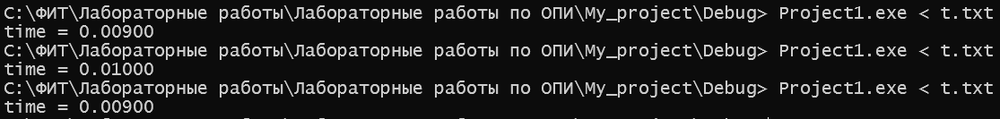 C:\ФИТ\Лабораторные работы\Лабораторные работы по ОПИ\My_project\Debug> Project1.exe < t.txt
time = 0.00900
C:\ФИТ\Лабораторные работы\Лабораторные работы по ОПИ\My_project\Debug> Project1.exe < t.txt
time = 0.01000
C:\ФИТ\Лабораторные работы\Лабораторные работы по ОПИ\My_project\Debug> Project1.exe < t.txt
time = 0.00900